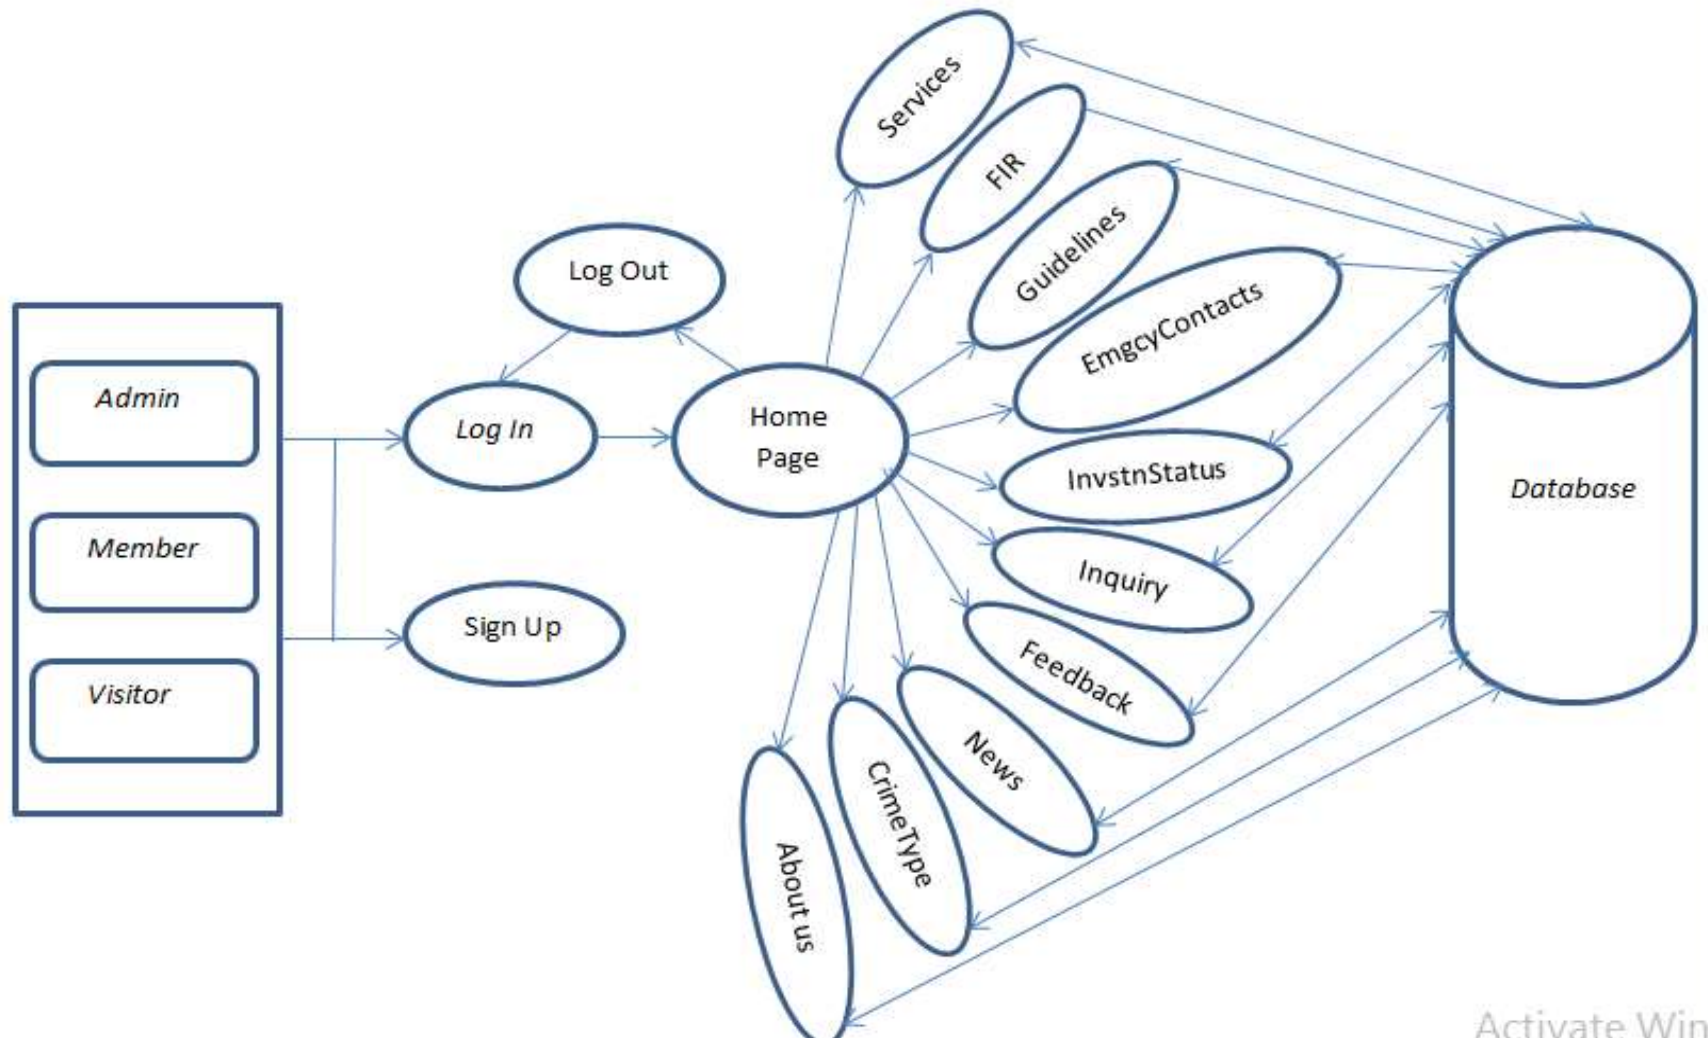 Admin
Member
Visitor
Log Out
Log In
Sign Up
Home
Page
Services
FIR
Guidelines
EmgcyContacts
InvstnStatus
Inquiry
Feedback
News
CrimeType
About us
Database
Activate Win